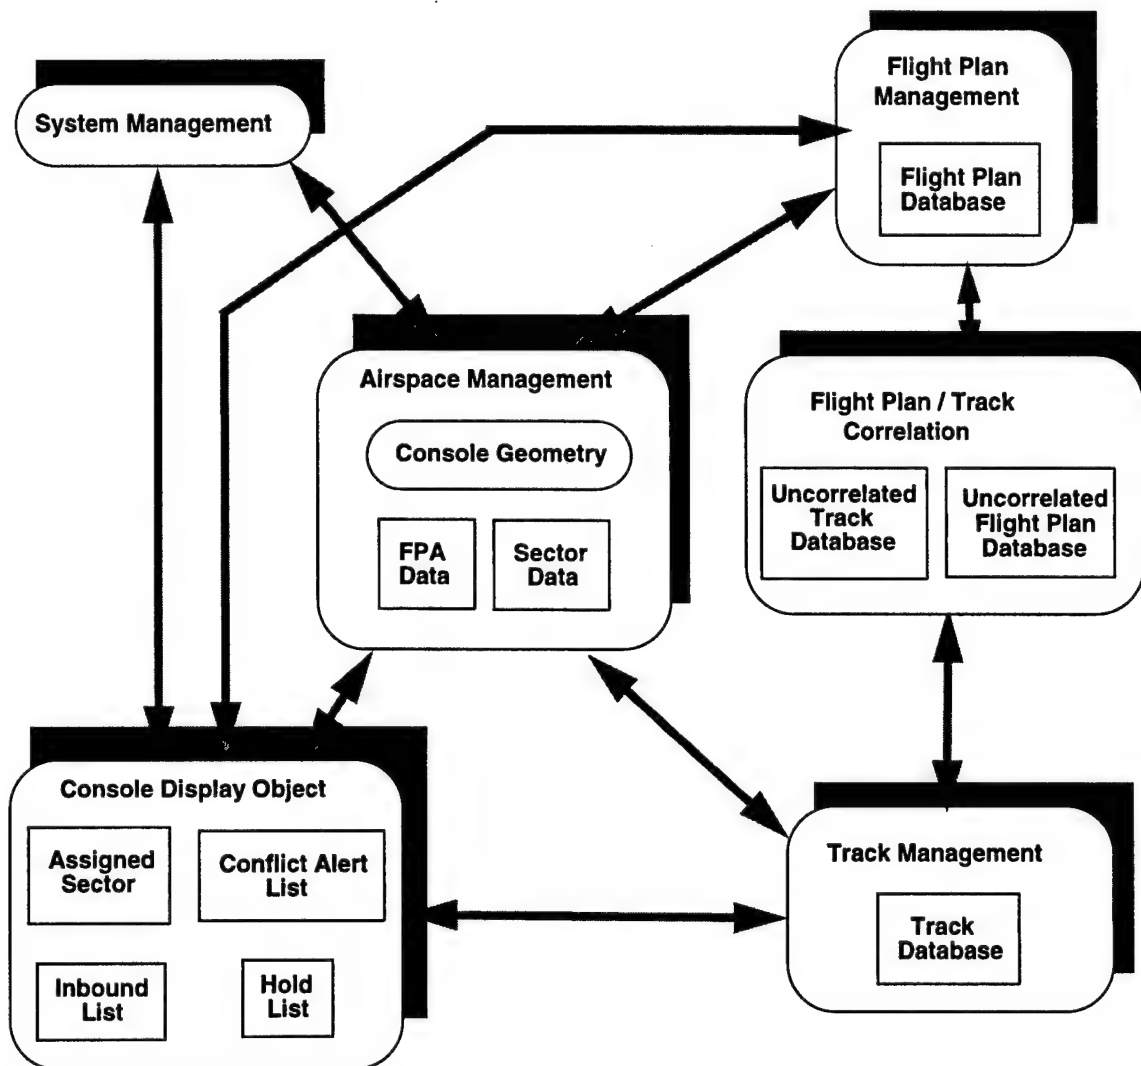 System Management
Flight Plan
Management
Flight Plan
Database
Airspace Management
Console Geometry
FPA
Data
Sector
Data
Flight Plan / Track
Correlation
Uncorrelated
Track
Database
Uncorrelated
Flight Plan
Database
Console Display Object
Assigned
Sector
Conflict Alert
List
Inbound
List
Hold
List
Track Management
Track
Database